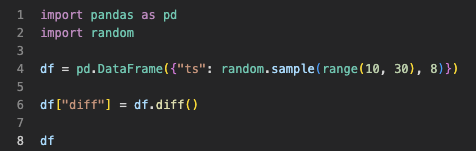 1 import pandas as pd
2 import random
3
4 df = pd.DataFrame({"ts": random.sample(range(10, 30), 8)})
5
6 df["diff"] = df.diff()
7
8 df